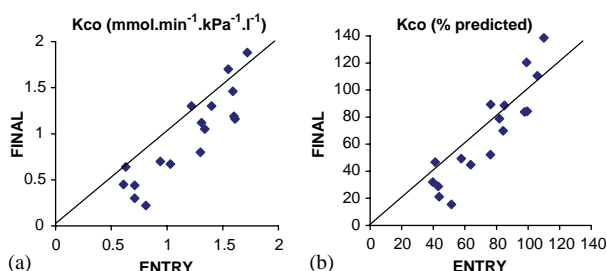 Kco (mmol.min⁻¹.kPa⁻¹.l⁻¹)
2
1.5
1
0.5
0
0 0.5 1 1.5 2
FINAL
ENTRY
(a)
Kco (% predicted)
140
120
100
80
60
40
20
0
0 20 40 60 80 100 120 140
FINAL
ENTRY
(b)